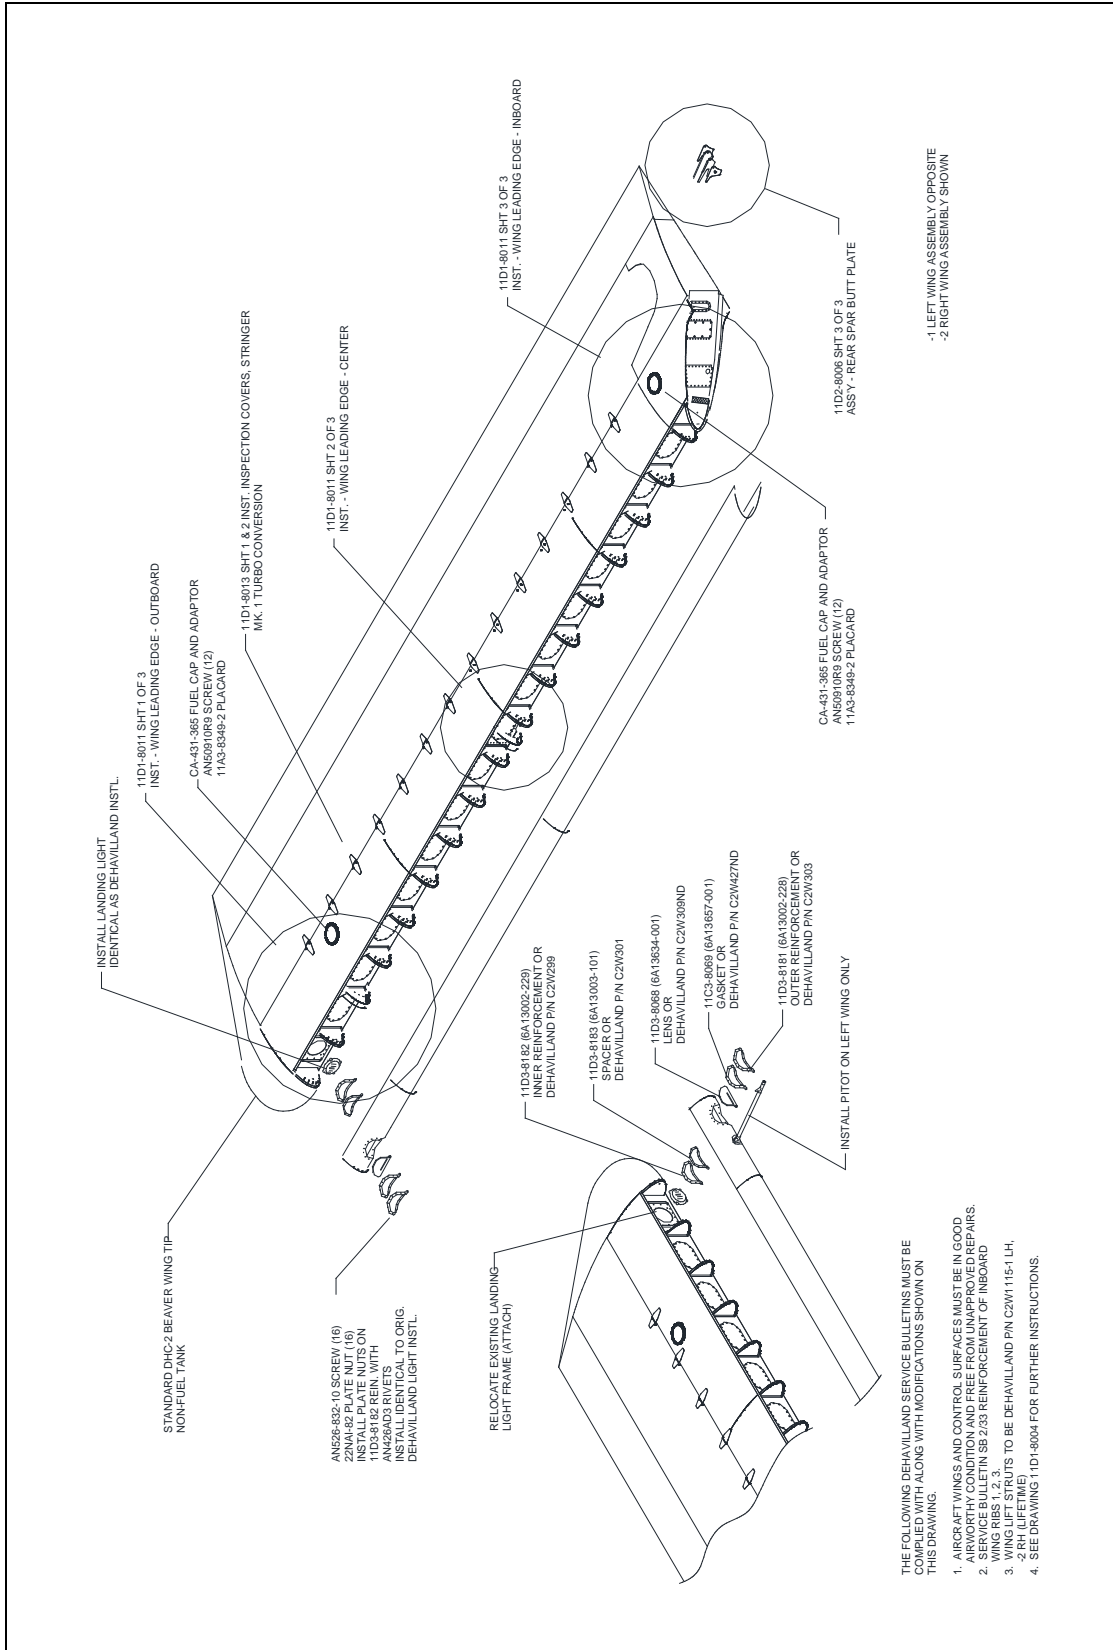 INSTALL LANDING LIGHT
IDENTICAL AS DEHAVILLAND INST'L.
11D1-8011 SHT 1 OF 3
INST. - WING LEADING EDGE - OUTBOARD
CA-431-365 FUEL CAP AND ADAPTOR
AN50910R9 SCREW (12)
11A3-8349-2 PLACARD
11D1-8013 SHT 1 & 2 INST. INSPECTION COVERS, STRINGER
MK. 1 TURBO CONVERSION
11D1-8011 SHT 2 OF 3
INST. - WING LEADING EDGE - CENTER
11D1-8011 SHT 3 OF 3
INST. - WING LEADING EDGE - INBOARD
STANDARD DHC-2 BEAVER WING TIP
NON-FUEL TANK
AN526-832-10 SCREW (16)
22NAI-82 PLATE NUT (16)
INSTALL PLATE NUTS ON
11D3-8182 REIN. WITH
AN426AD3 RIVETS
INSTALL IDENTICAL TO ORIG.
DEHAVILLAND LIGHT INSTL.
RELOCATE EXISTING LANDING
LIGHT FRAME (ATTACH)
11D3-8182 (6A13002-229)
INNER REINFORCEMENT OR
DEHAVILLAND P/N C2W299
11D3-8183 (6A13003-101)
SPACER OR
DEHAVILLAND P/N C2W301
11D3-8068 (6A13634-001)
LENS OR
DEHAVILLAND P/N C2W309ND
11C3-8069 (6A13657-001)
GASKET OR
DEHAVILLAND P/N C2W427ND
11D3-8181 (6A13002-228)
OUTER REINFORCEMENT OR
DEHAVILLAND P/N C2W303
INSTALL PITOT ON LEFT WING ONLY
CA-431-365 FUEL CAP AND ADAPTOR
AN50910R9 SCREW (12)
11A3-8349-2 PLACARD
11D2-8006 SHT 3 OF 3
ASS'Y - REAR SPAR BUTT PLATE
-1 LEFT WING ASSEMBLY OPPOSITE
-2 RIGHT WING ASSEMBLY SHOWN
THE FOLLOWING DEHAVILLAND SERVICE BULLETINS MUST BE
COMPLIED WITH ALONG WITH MODIFICATIONS SHOWN ON
THIS DRAWING.
1. AIRCRAFT WINGS AND CONTROL SURFACES MUST BE IN GOOD
AIRWORTHY CONDITION AND FREE FROM UNAPPROVED REPAIRS.
2. SERVICE BULLETIN SB 2/33 REINFORCEMENT OF INBOARD
WING RIBS 1, 2, 3.
3. WING LIFT STRUTS TO BE DEHAVILLAND P/N C2W1115-1 LH,
-2 RH (LIFETIME)
4. SEE DRAWING 11D1-8004 FOR FURTHER INSTRUCTIONS.